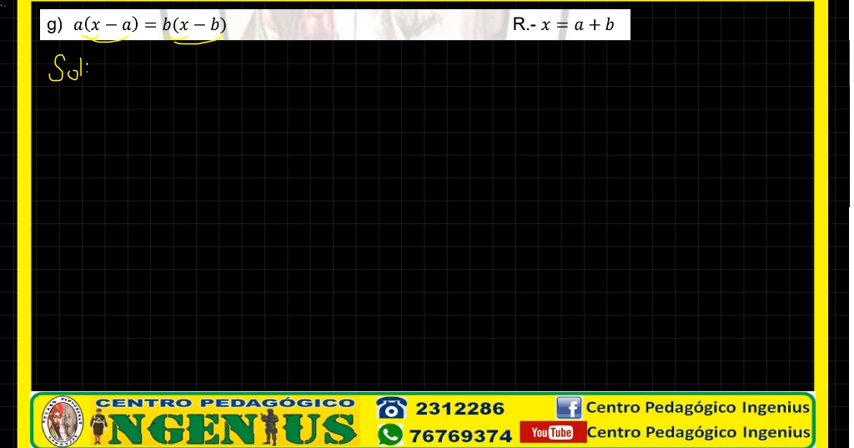 g) a(x − a) = b(x − b) R.- x = a + b
Sol:
CENTRO PEDAGÓGICO
INGENIUS
2312286
76769374
Centro Pedagógico Ingenius
YouTube Centro Pedagógico Ingenius